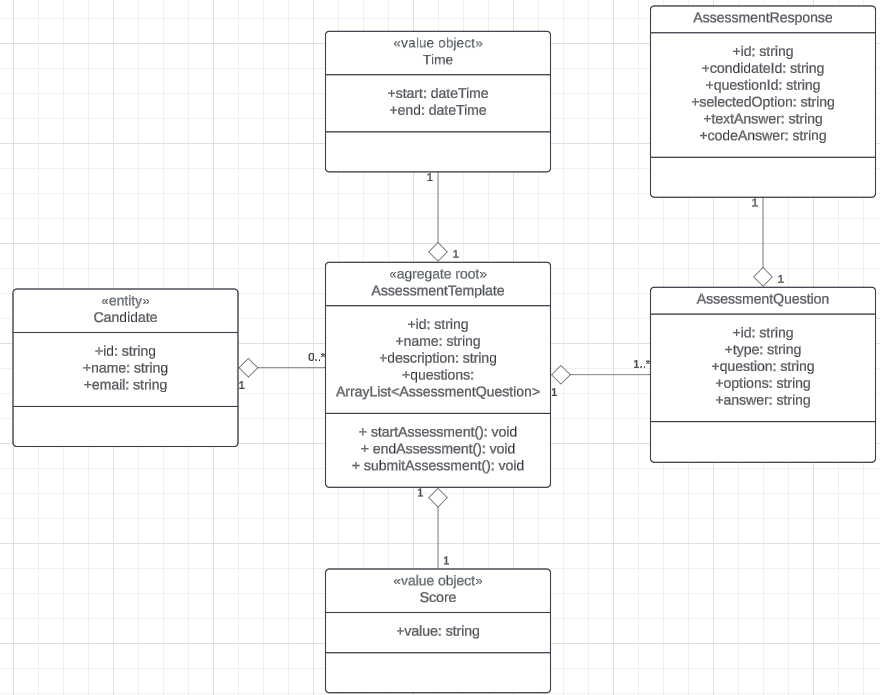 AssessmentResponse
+id: string
+condidateId: string
+questionId: string
+selectedOption: string
+textAnswer: string
+codeAnswer: string
1
1
«value object»
Time
+start: dateTime
+end: dateTime
1
1
«agregate root»
AssessmentTemplate
+id: string
+name: string
+description: string
+questions:
ArrayList<AssessmentQuestion>
+ startAssessment(): void
+ endAssessment(): void
+ submitAssessment(): void
«entity»
Candidate
+id: string
+name: string
+email: string
1
0..*
1
1..*
AssessmentQuestion
+id: string
+type: string
+question: string
+options: string
+answer: string
1
1
«value object»
Score
+value: string